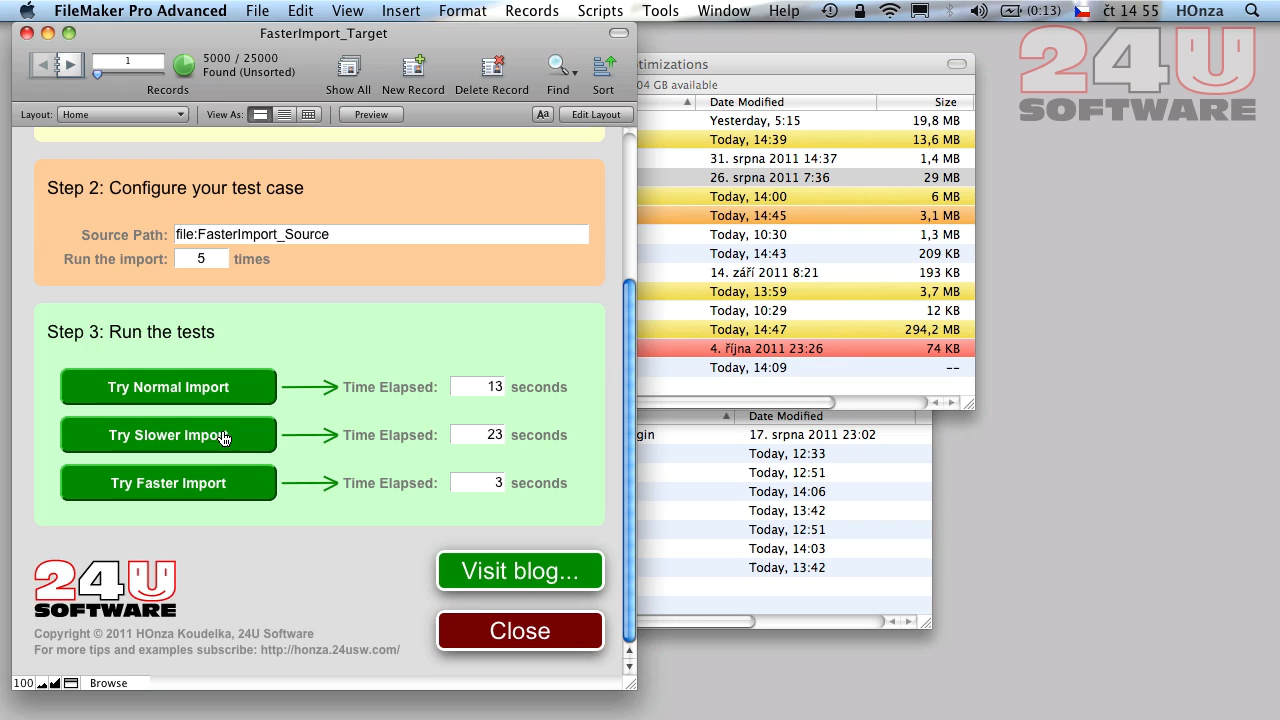 FileMaker Pro Advanced File Edit View Insert Format Records Scripts Tools Window Help (0:13) čt 14 55 HOnza
FasterImport_Target
1
5000 / 25000
Found (Unsorted)
Records Show All New Record Delete Record Find Sort
Layout: Home View As: Preview Aa Edit Layout
Step 2: Configure your test case
Source Path: file:FasterImport_Source
Run the import: 5 times
Step 3: Run the tests
Try Normal Import Time Elapsed: 13 seconds
Try Slower Import Time Elapsed: 23 seconds
Try Faster Import Time Elapsed: 3 seconds
24U
SOFTWARE
Visit blog...
Close
Copyright © 2011 HOnza Koudelka, 24U Software
For more tips and examples subscribe: http://honza.24usw.com/
100 Browse
timizations
04 GB available
Date Modified Size
Yesterday, 5:15 19,8 MB
Today, 14:39 13,6 MB
31. srpna 2011 14:37 1,4 MB
26. srpna 2011 7:36 29 MB
Today, 14:00 6 MB
Today, 14:45 3,1 MB
Today, 10:30 1,3 MB
Today, 14:43 209 KB
14. září 2011 8:21 193 KB
Today, 13:59 3,7 MB
Today, 10:29 12 KB
Today, 14:47 294,2 MB
4. října 2011 23:26 74 KB
Today, 14:09 --
Date Modified
gin 17. srpna 2011 23:02
Today, 12:33
Today, 12:51
Today, 14:06
Today, 13:42
Today, 12:51
Today, 14:03
Today, 13:42
24U
SOFTWARE